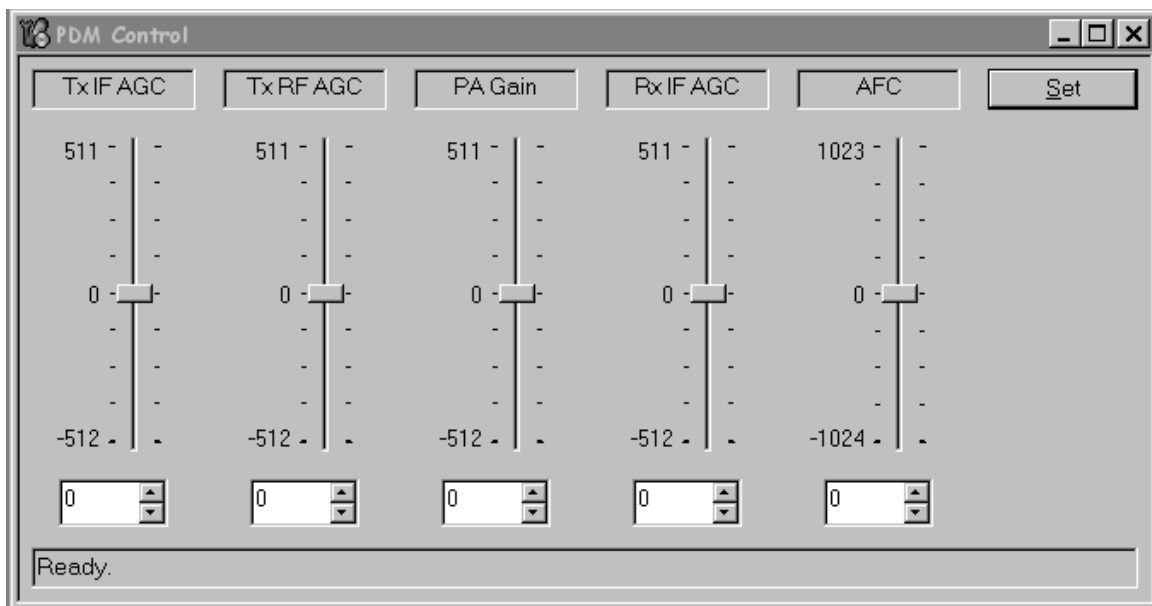 PDM Control
Tx IF AGC Tx RF AGC PA Gain Rx IF AGC AFC Set
511 511 511 511 1023
0 0 0 0 0
-512 -512 -512 -512 -1024
0 0 0 0 0
Ready.